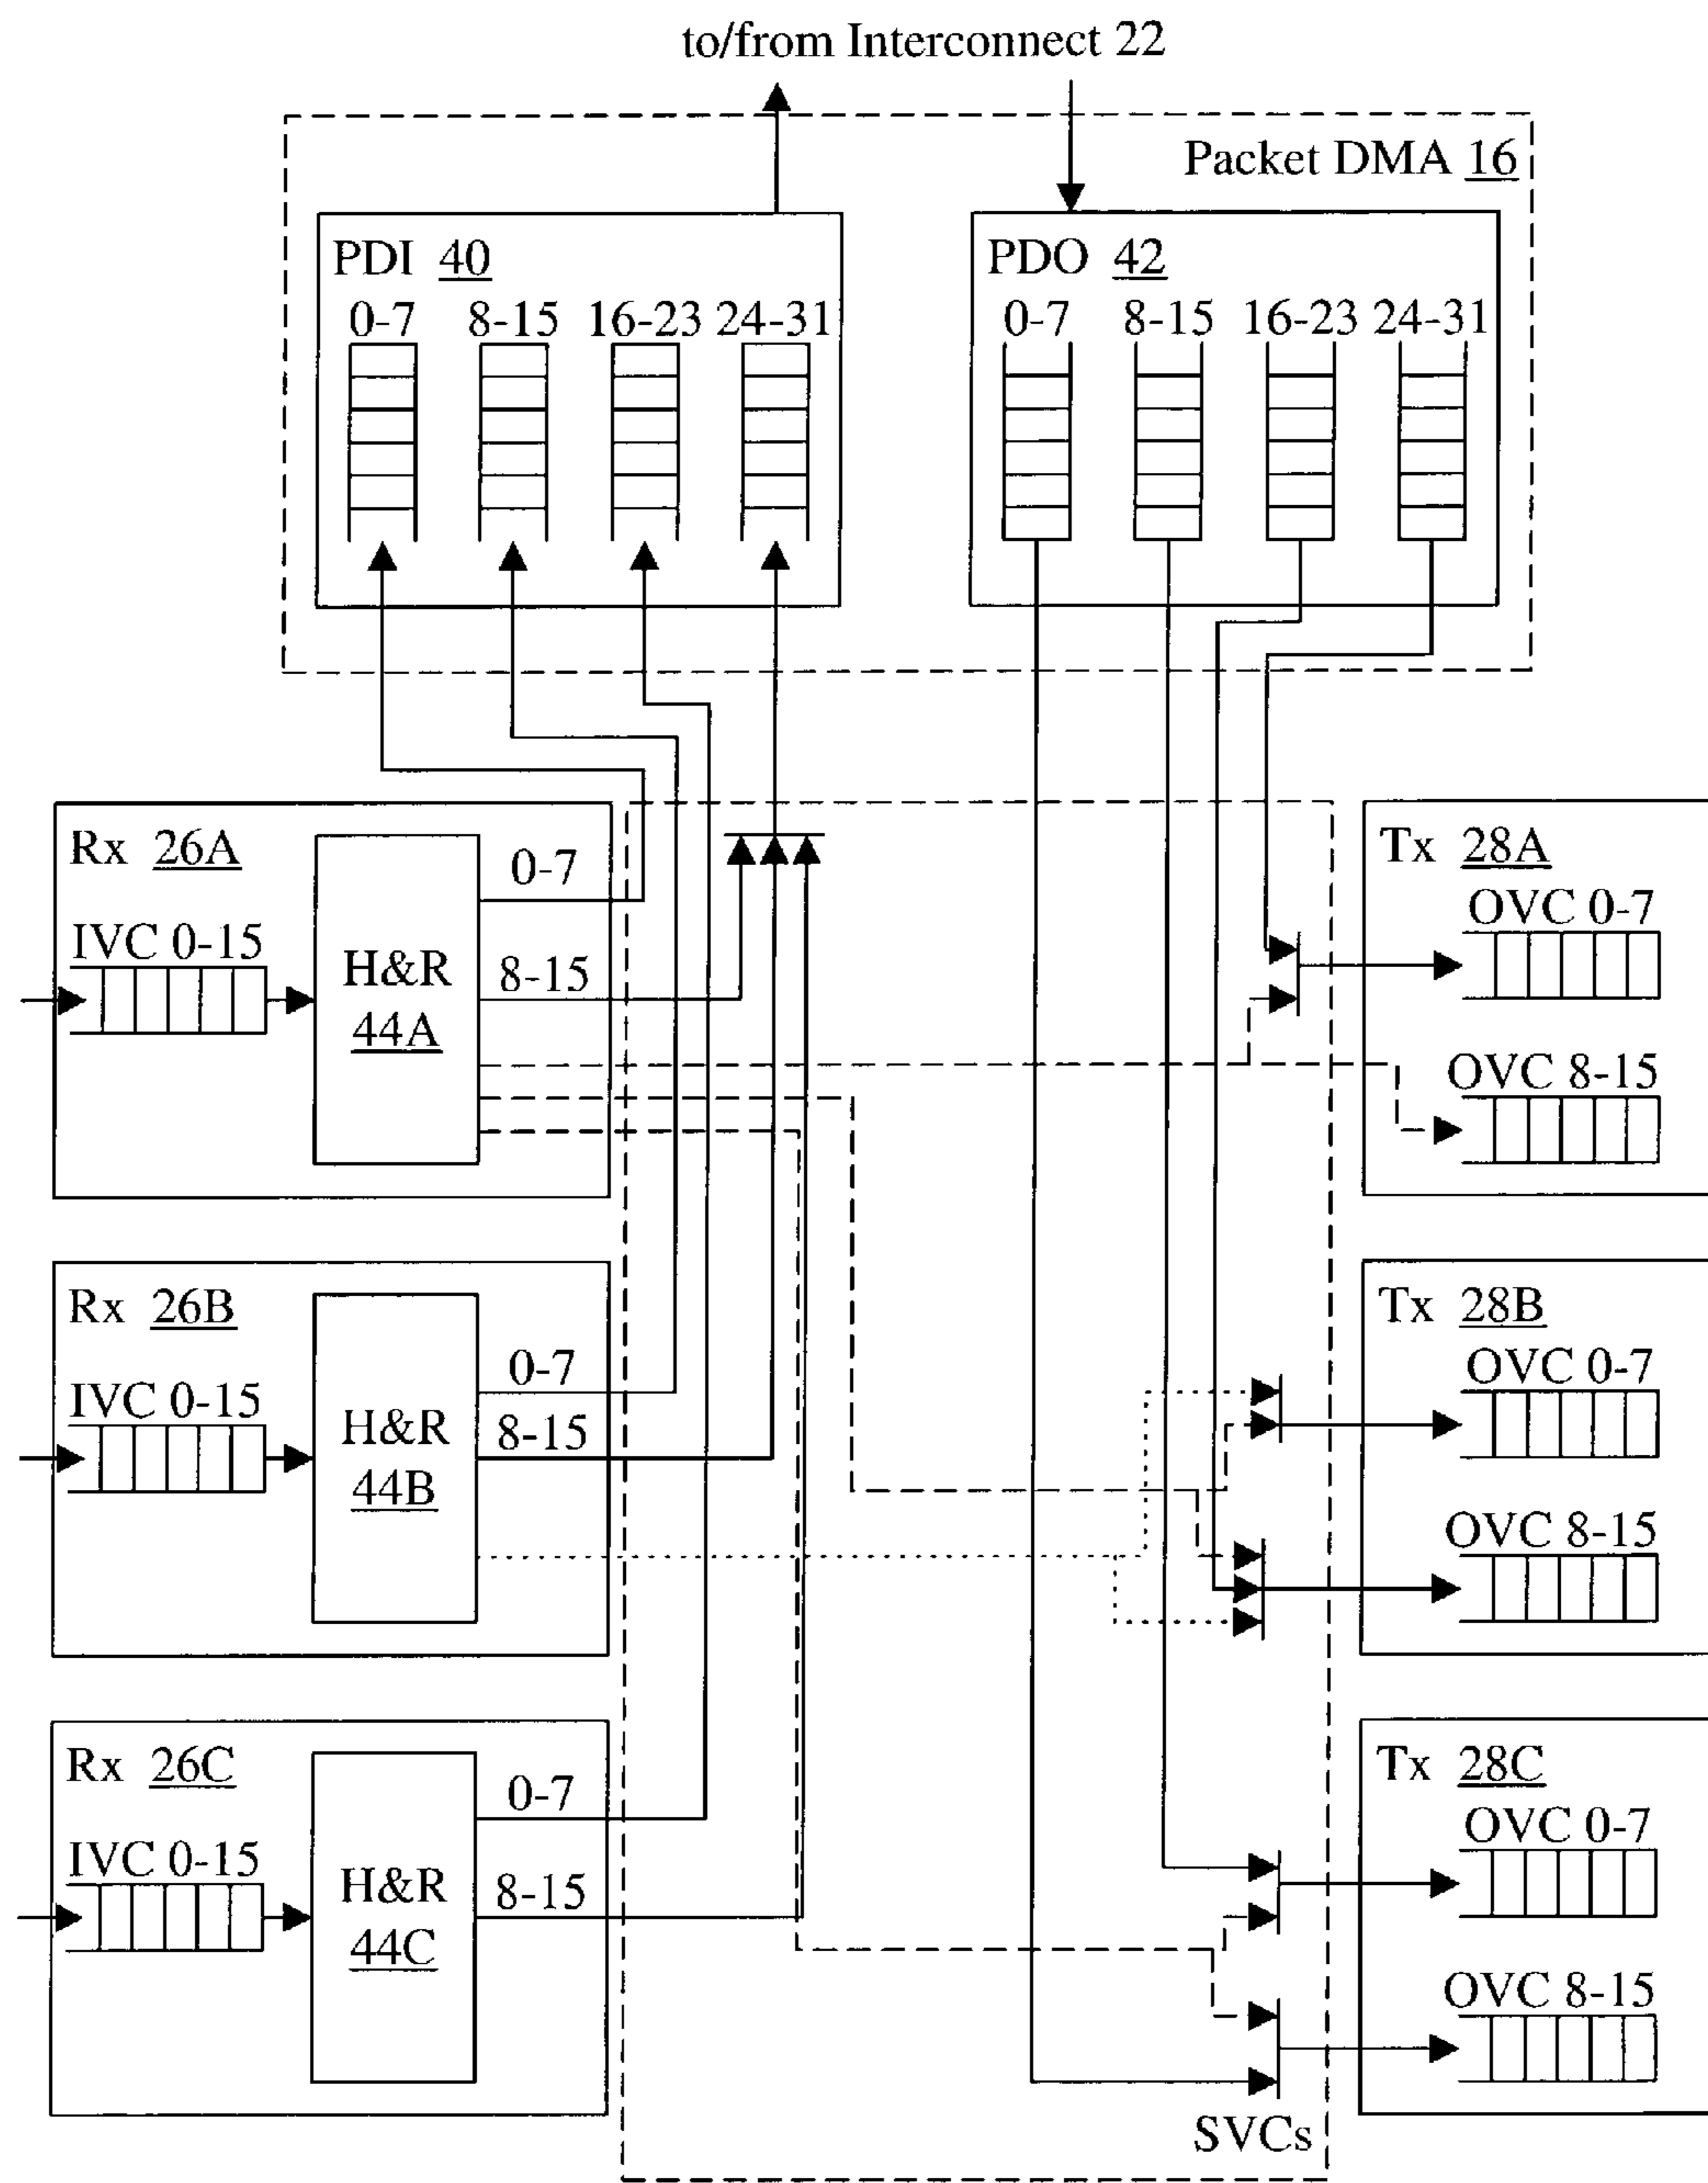 to/from Interconnect 22
Packet DMA 16
PDI 40
0-7 8-15 16-23 24-31
PDO 42
0-7 8-15 16-23 24-31
Rx 26A
IVC 0-15
H&R
44A
0-7
8-15
Tx 28A
OVC 0-7
OVC 8-15
Rx 26B
IVC 0-15
H&R
44B
0-7
8-15
Tx 28B
OVC 0-7
OVC 8-15
Rx 26C
IVC 0-15
H&R
44C
0-7
8-15
Tx 28C
OVC 0-7
OVC 8-15
SVCs